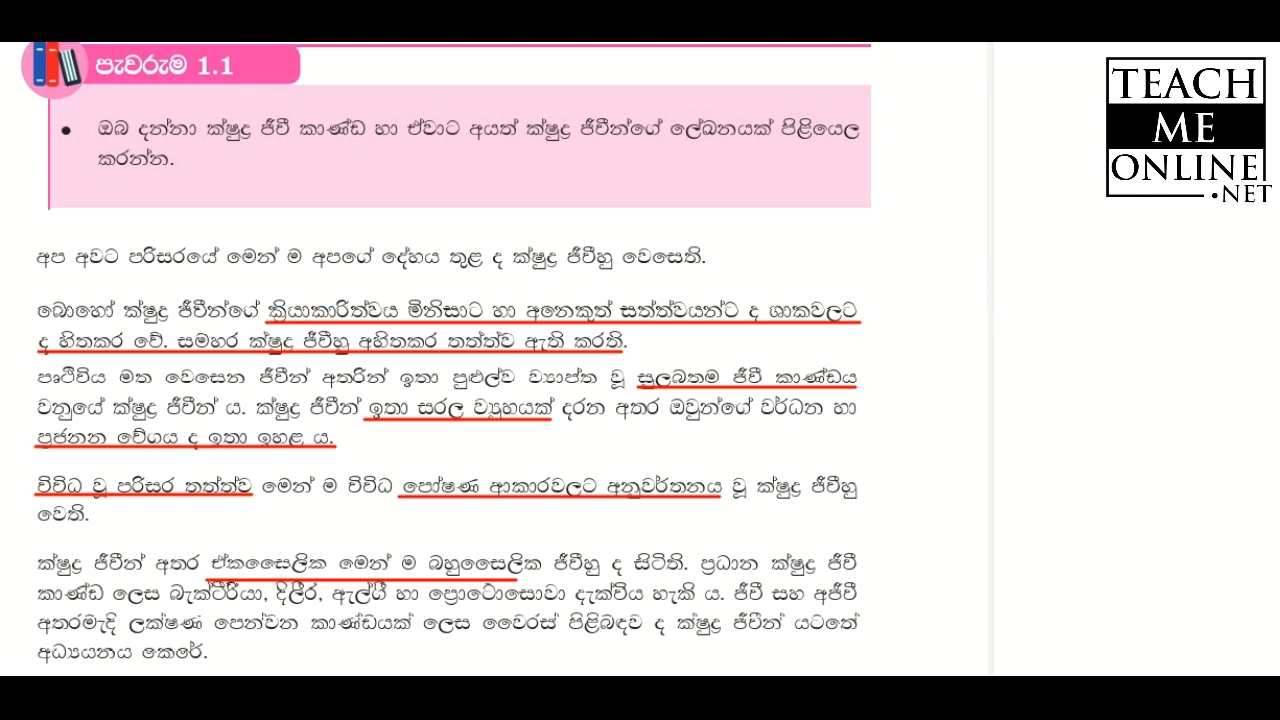 පැවරුම 1.1
TEACH
ME
ONLINE
.NET
• ඔබ දන්නා ක්ෂුද්‍ර ජීවී කාණ්ඩ හා ඒවාට අයත් ක්ෂුද්‍ර ජීවීන්ගේ ලේඛනයක් පිළියෙල
කරන්න.
අප අවට පරිසරයේ මෙන් ම අපගේ දේහය තුළ ද ක්ෂුද්‍ර ජීවීහු වෙසෙති.
බොහෝ ක්ෂුද්‍ර ජීවීන්ගේ ක්‍රියාකාරිත්වය මිනිසාට හා අනෙකුත් සත්ත්වයන්ට ද ශාකවලට
ද හිතකර වේ. සමහර ක්ෂුද්‍ර ජීවීහු අහිතකර තත්ත්ව ඇති කරති.
පෘථිවිය මත වෙසෙන ජීවීන් අතරින් ඉතා පුළුල්ව ව්‍යාප්ත වූ සුලබතම ජීවී කාණ්ඩය
වනුයේ ක්ෂුද්‍ර ජීවීන් ය. ක්ෂුද්‍ර ජීවීන් ඉතා සරල ව්‍යුහයක් දරන අතර ඔවුන්ගේ වර්ධන හා
ප්‍රජනන වේගය ද ඉතා ඉහළ ය.
විවිධ වූ පරිසර තත්ත්ව මෙන් ම විවිධ පෝෂණ ආකාරවලට අනුවර්තනය වූ ක්ෂුද්‍ර ජීවීහු
වෙති.
ක්ෂුද්‍ර ජීවීන් අතර ඒකසෛලික මෙන් ම බහුසෛලික ජීවීහු ද සිටිති. ප්‍රධාන ක්ෂුද්‍ර ජීවී
කාණ්ඩ ලෙස බැක්ටීරියා, දිලීර, ඇල්ගී හා ප්‍රොටොසොවා දැක්විය හැකි ය. ජීවී සහ අජීවී
අතරමැදි ලක්ෂණ පෙන්වන කාණ්ඩයක් ලෙස වෛරස් පිළිබඳව ද ක්ෂුද්‍ර ජීවීන් යටතේ
අධ්‍යයනය කෙරේ.